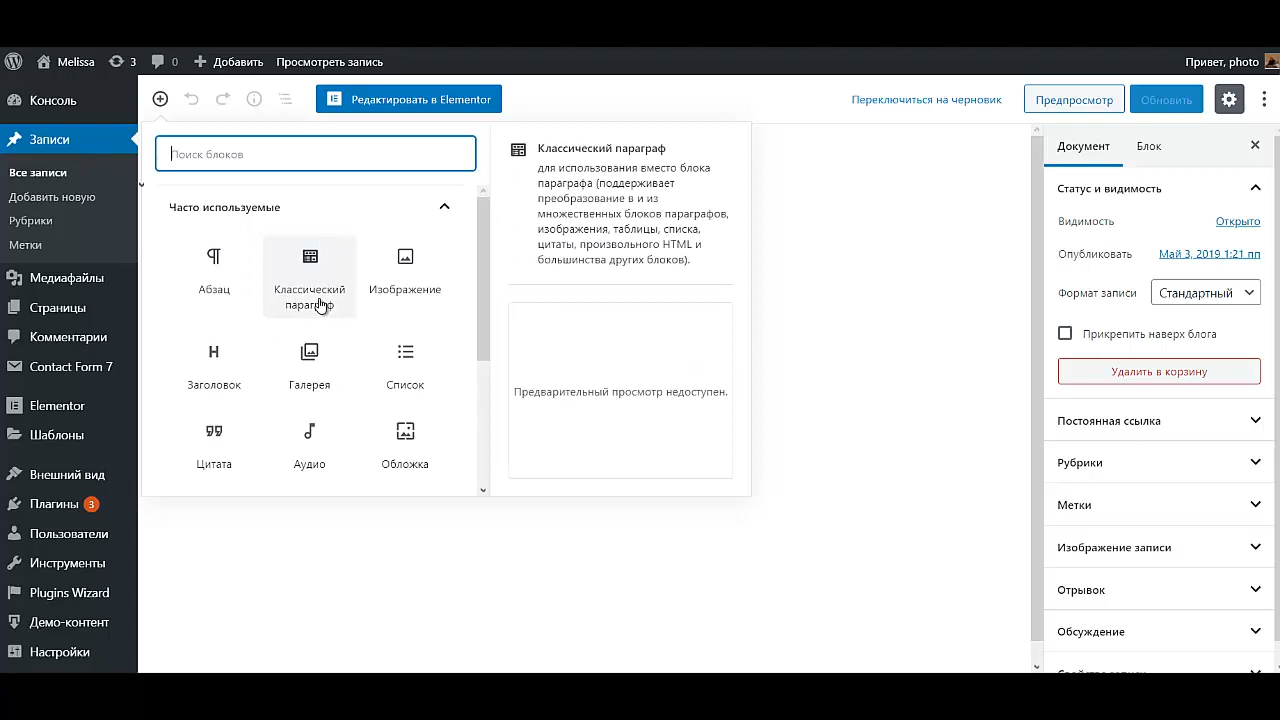 Melissa
3
0
Добавить
Просмотреть запись
Привет, photo
Консоль
Записи
Все записи
Добавить новую
Рубрики
Метки
Медиафайлы
Страницы
Комментарии
Contact Form 7
Elementor
Шаблоны
Внешний вид
Плагины 3
Пользователи
Инструменты
Plugins Wizard
Демо-контент
Настройки
Редактировать в Elementor
Переключиться на черновик
Предпросмотр
Обновить
Поиск блоков
Часто используемые
Абзац
Классический
параграф
Изображение
Заголовок
Галерея
Список
Цитата
Аудио
Обложка
Классический параграф
для использования вместо блока
параграфа (поддерживает
преобразование в и из
множественных блоков параграфов,
изображения, таблицы, списка,
цитаты, произвольного HTML и
большинства других блоков).
Предварительный просмотр недоступен.
Документ
Блок
Статус и видимость
Видимость
Открыто
Опубликовать
Май 3, 2019 1:21 пп
Формат записи
Стандартный
Прикрепить наверх блога
Удалить в корзину
Постоянная ссылка
Рубрики
Метки
Изображение записи
Отрывок
Обсуждение